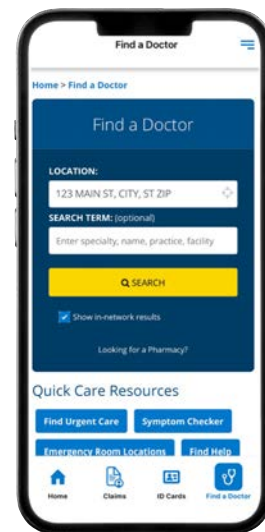 Find a Doctor
Home > Find a Doctor
Find a Doctor
LOCATION:
123 MAIN ST, CITY, ST ZIP
SEARCH TERM: (optional)
Enter specialty, name, practice, facility
SEARCH
Show in-network results
Looking for a Pharmacy?
Quick Care Resources
Find Urgent Care Symptom Checker
Emergency Room Locations Find Help
Home Claims ID Cards Find a Doctor